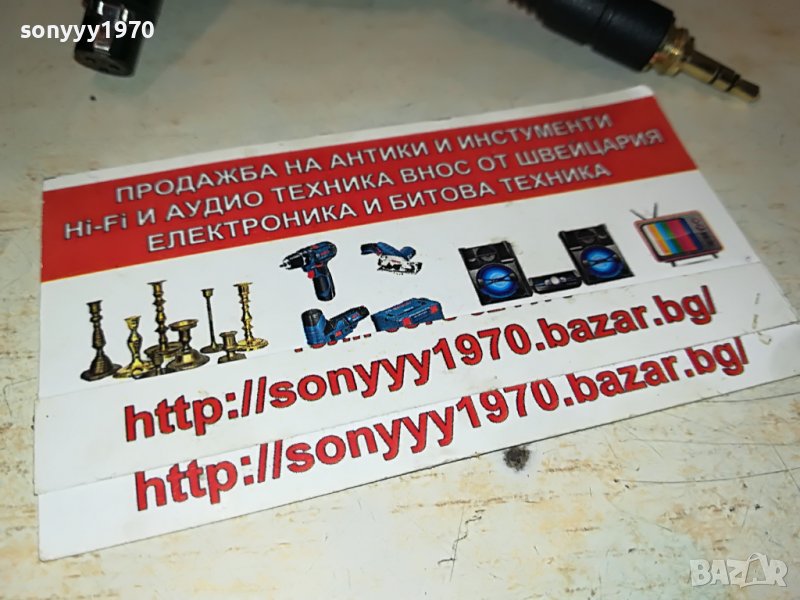 sonyyy1970
sonyyy1970
ПРОДАЖБА НА АНТИКИ И ИНСТУМЕНТИ
Hi-Fi И АУДИО ТЕХНИКА ВНОС ОТ ШВЕЙЦАРИЯ
ЕЛЕКТРОНИКА И БИТОВА ТЕХНИКА
http://sonyyy1970.bazar.bg/
http://sonyyy1970.bazar.bg/
BAZAR